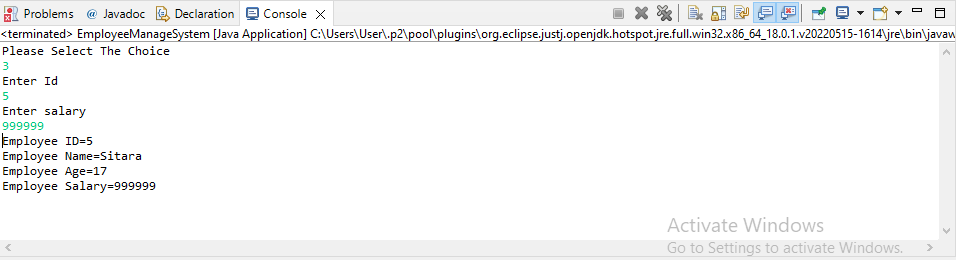 Problems @ Javadoc Declaration Console
<terminated> EmployeeManageSystem [Java Application] C:\Users\User\.p2\pool\plugins\org.eclipse.justj.openjdk.hotspot.jre.full.win32.x86_64_18.0.1.v20220515-1614\jre\bin\javaw
Please Select The Choice
3
Enter Id
5
Enter salary
999999
Employee ID=5
Employee Name=Sitara
Employee Age=17
Employee Salary=999999
Activate Windows
Go to Settings to activate Windows.